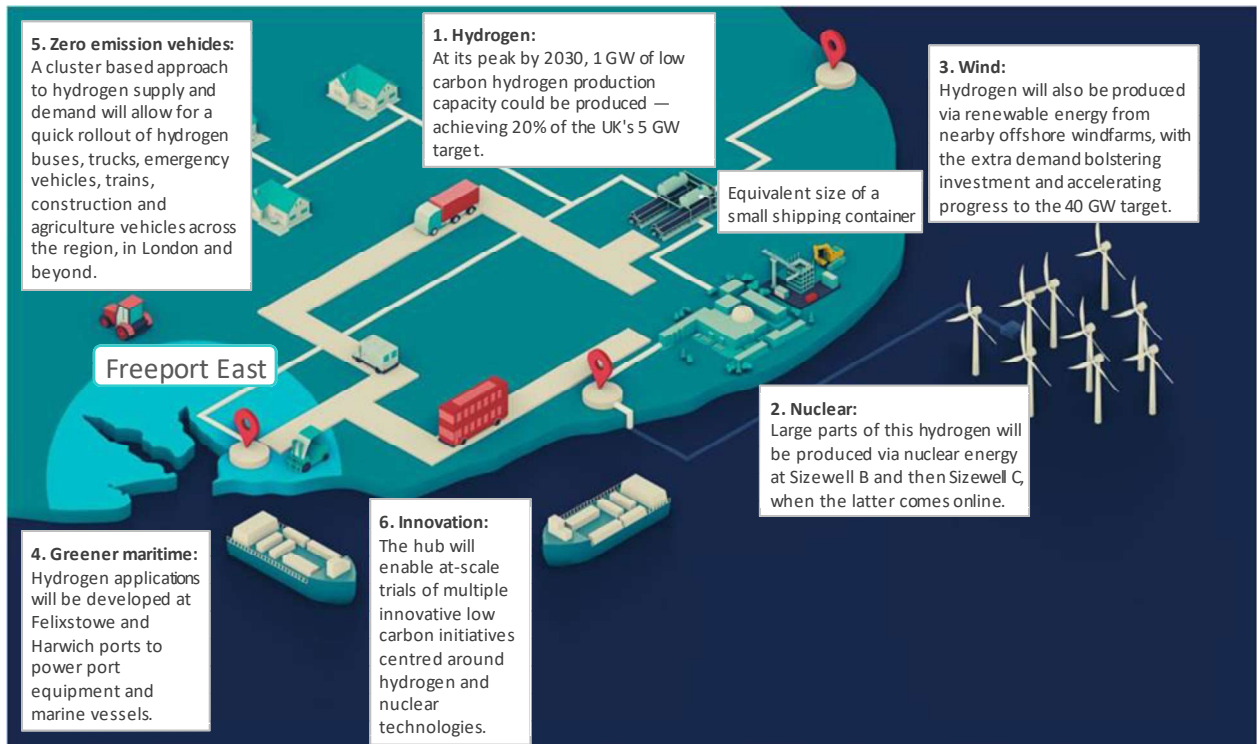 5. Zero emission vehicles:
A cluster based approach
to hydrogen supply and
demand will allow for a
quick rollout of hydrogen
buses, trucks, emergency
vehicles, trains,
construction and
agriculture vehicles across
the region, in London and
beyond.
1. Hydrogen:
At its peak by 2030, 1 GW of low
carbon hydrogen production
capacity could be produced —
achieving 20% of the UK's 5 GW
target.
3. Wind:
Hydrogen will also be produced
via renewable energy from
nearby offshore windfarms, with
the extra demand bolstering
investment and accelerating
progress to the 40 GW target.
Equivalent size of a
small shipping container
Freeport East
2. Nuclear:
Large parts of this hydrogen will
be produced via nuclear energy
at Sizewell B and then Sizewell C,
when the latter comes online.
4. Greener maritime:
Hydrogen applications
will be developed at
Felixstowe and
Harwich ports to
power port
equipment and
marine vessels.
6. Innovation:
The hub will
enable at-scale
trials of multiple
innovative low
carbon initiatives
centred around
hydrogen and
nuclear
technologies.